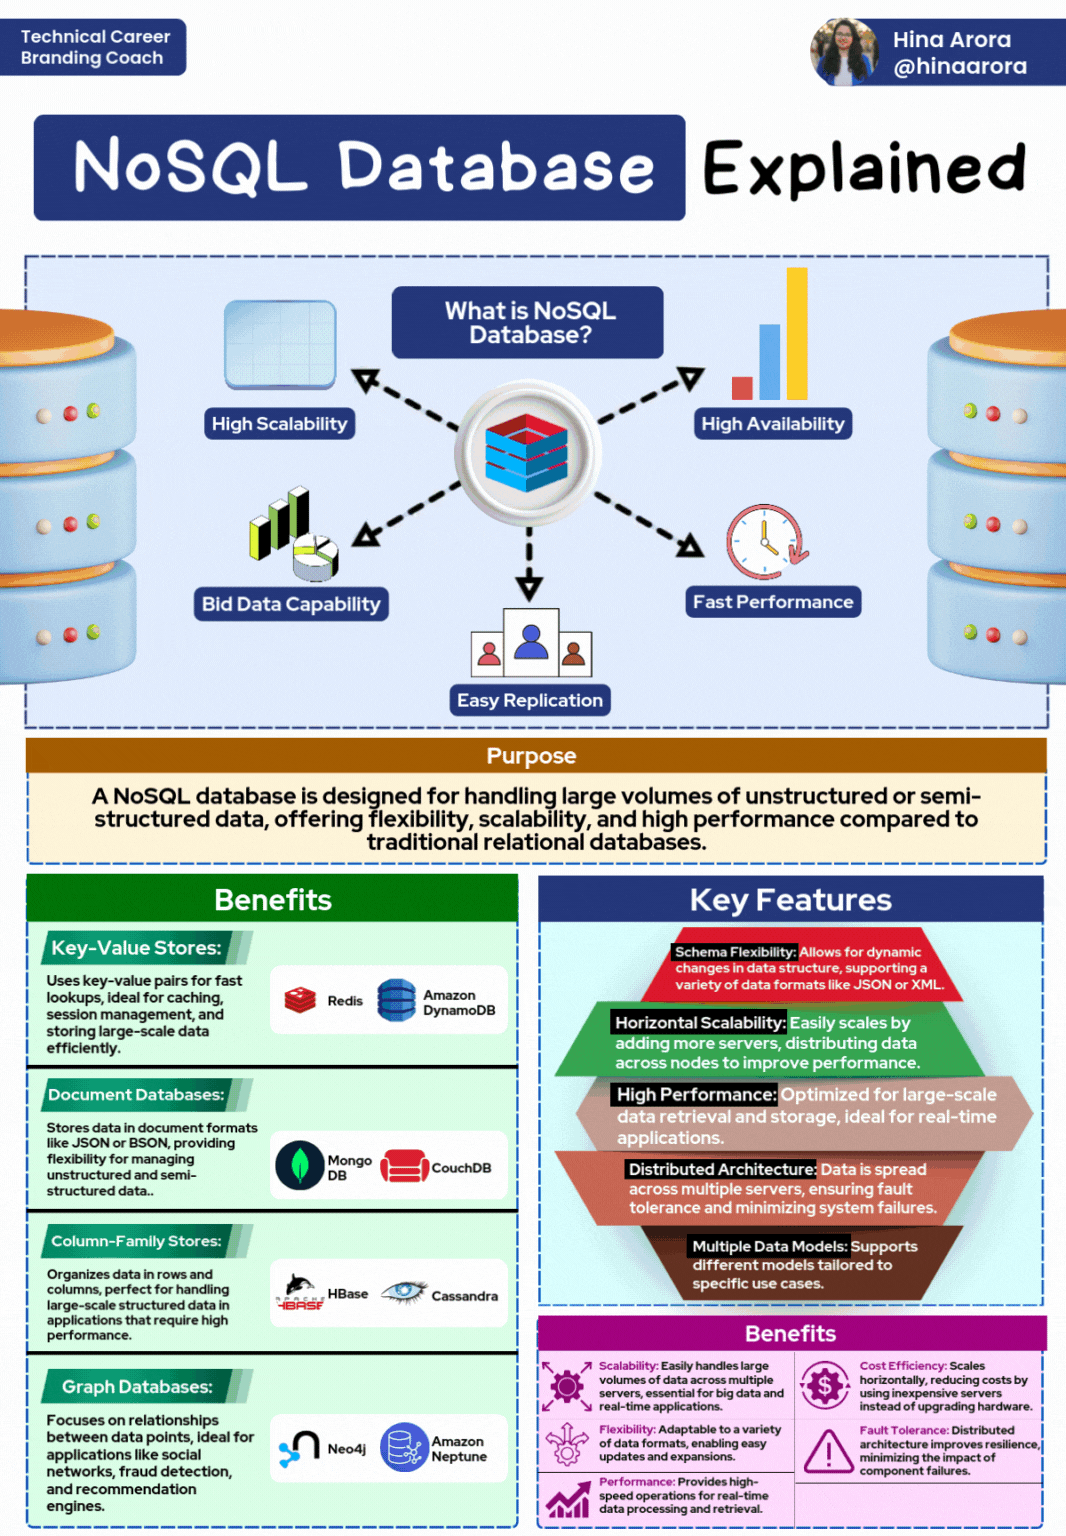 Technical Career
Branding Coach
Hina Arora
@hinaarora
NoSQL Database Explained
What is NoSQL
Database?
High Scalability
High Availability
Bid Data Capability
Fast Performance
Easy Replication
Purpose
A NoSQL database is designed for handling large volumes of unstructured or semi-
structured data, offering flexibility, scalability, and high performance compared to
traditional relational databases.
Benefits
Key-Value Stores:
Uses key-value pairs for fast
lookups, ideal for caching,
session management, and
storing large-scale data
efficiently.
Redis
Amazon
DynamoDB
Document Databases:
Stores data in document formats
like JSON or BSON, providing
flexibility for managing
unstructured and semi-
structured data..
Mongo
DB
CouchDB
Column-Family Stores:
Organizes data in rows and
columns, perfect for handling
large-scale structured data in
applications that require high
performance.
APACHE
HBASE
HBase
Cassandra
Graph Databases:
Focuses on relationships
between data points, ideal for
applications like social
networks, fraud detection,
and recommendation
engines.
Neo4j
Amazon
Neptune
Key Features
Schema Flexibility: Allows for dynamic
changes in data structure, supporting a
variety of data formats like JSON or XML.
Horizontal Scalability: Easily scales by
adding more servers, distributing data
across nodes to improve performance.
High Performance: Optimized for large-scale
data retrieval and storage, ideal for real-time
applications.
Distributed Architecture: Data is spread
across multiple servers, ensuring fault
tolerance and minimizing system failures.
Multiple Data Models: Supports
different models tailored to
specific use cases.
Benefits
Scalability: Easily handles large
volumes of data across multiple
servers, essential for big data and
real-time applications.
Flexibility: Adaptable to a variety
of data formats, enabling easy
updates and expansions.
Performance: Provides high-
speed operations for real-time
data processing and retrieval.
Cost Efficiency: Scales
horizontally, reducing costs by
using inexpensive servers
instead of upgrading hardware.
Fault Tolerance: Distributed
architecture improves resilience,
minimizing the impact of
component failures.